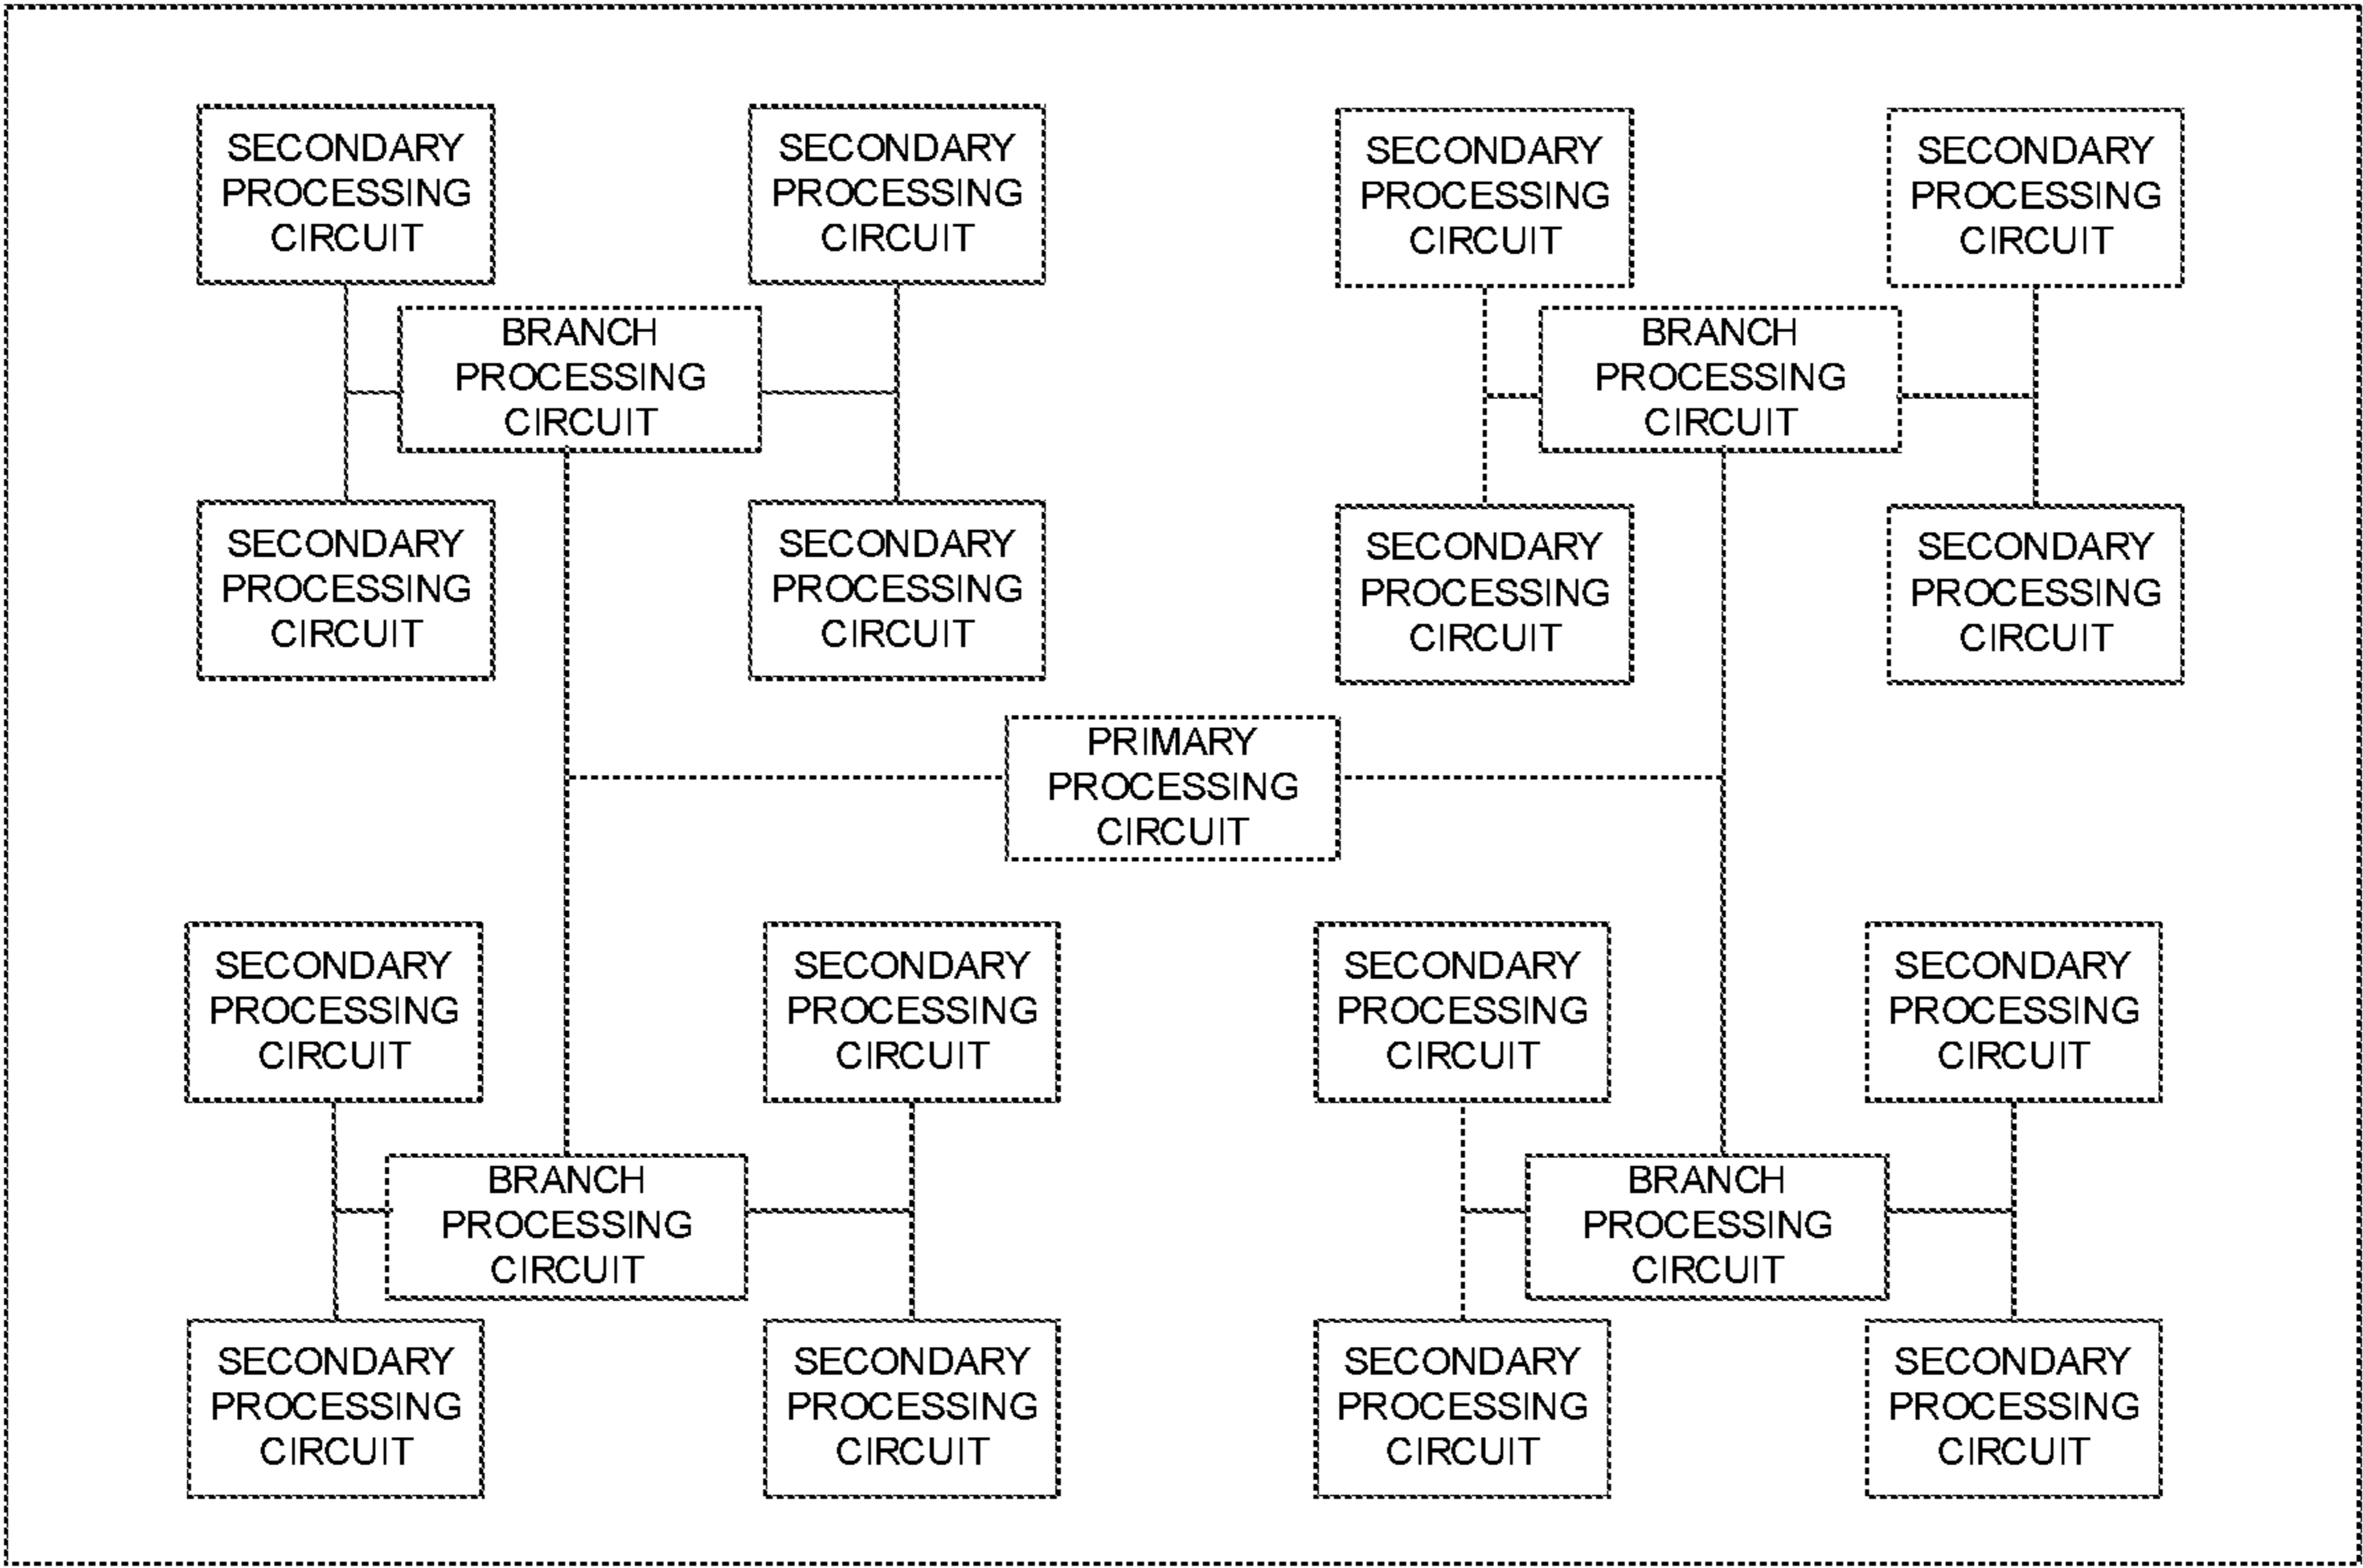 SECONDARY
PROCESSING
CIRCUIT
SECONDARY
PROCESSING
CIRCUIT
SECONDARY
PROCESSING
CIRCUIT
SECONDARY
PROCESSING
CIRCUIT
BRANCH
PROCESSING
CIRCUIT
BRANCH
PROCESSING
CIRCUIT
SECONDARY
PROCESSING
CIRCUIT
SECONDARY
PROCESSING
CIRCUIT
SECONDARY
PROCESSING
CIRCUIT
SECONDARY
PROCESSING
CIRCUIT
PRIMARY
PROCESSING
CIRCUIT
SECONDARY
PROCESSING
CIRCUIT
SECONDARY
PROCESSING
CIRCUIT
SECONDARY
PROCESSING
CIRCUIT
SECONDARY
PROCESSING
CIRCUIT
BRANCH
PROCESSING
CIRCUIT
BRANCH
PROCESSING
CIRCUIT
SECONDARY
PROCESSING
CIRCUIT
SECONDARY
PROCESSING
CIRCUIT
SECONDARY
PROCESSING
CIRCUIT
SECONDARY
PROCESSING
CIRCUIT